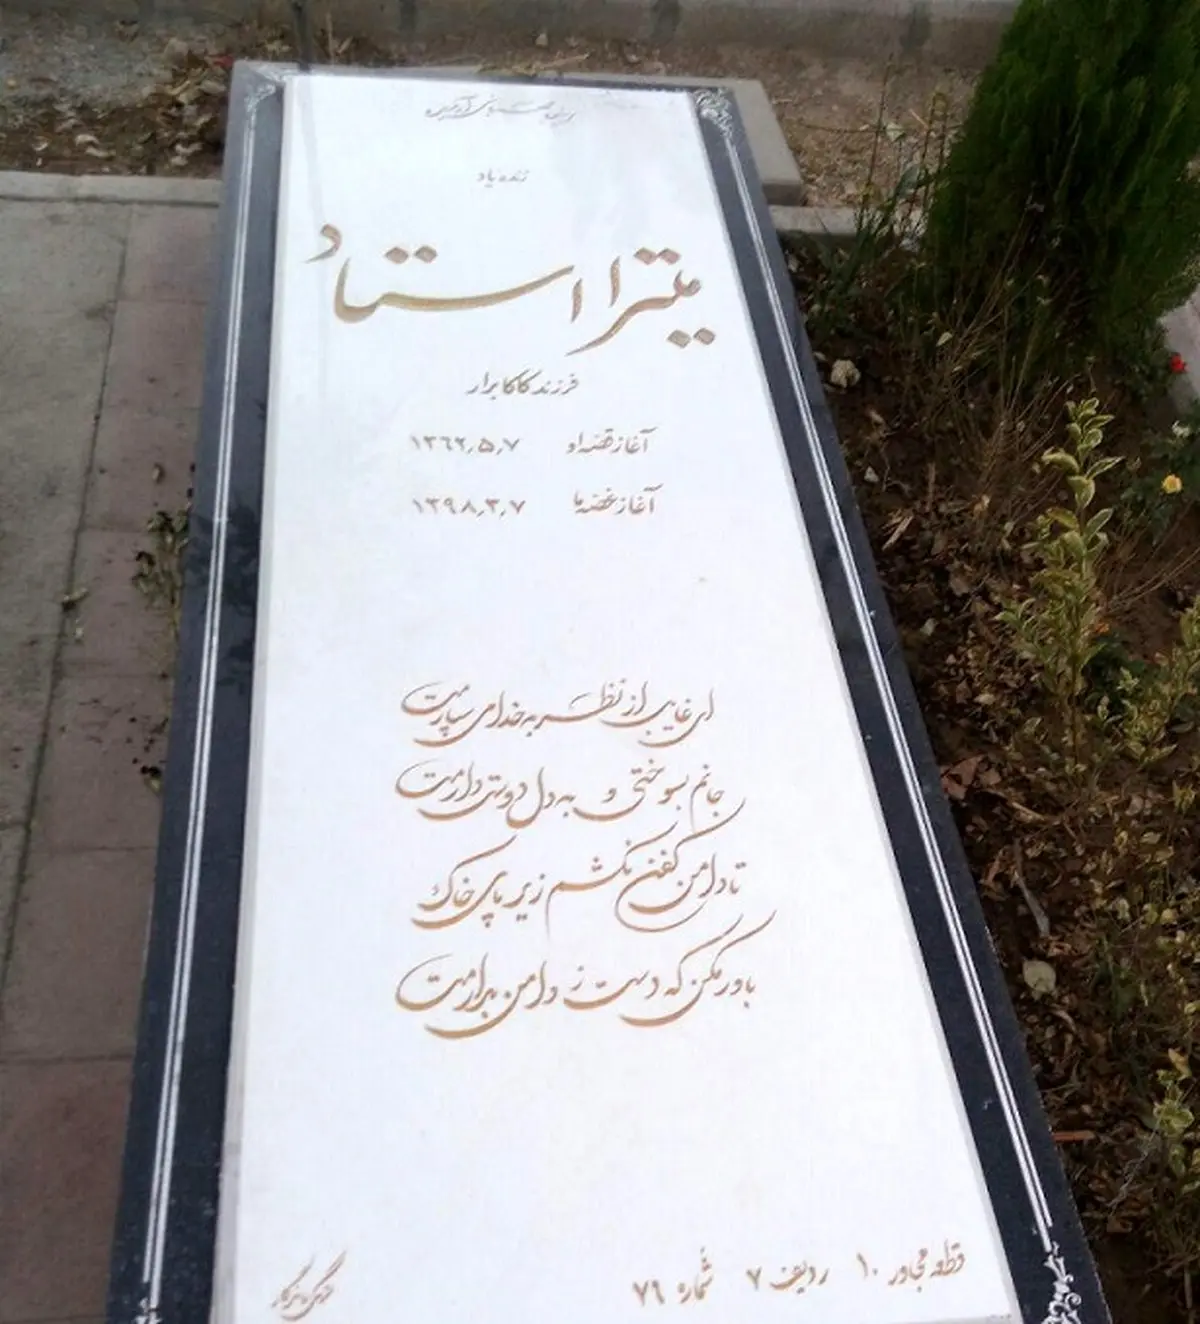 زنده یاد
میترا استاد
فرزند کاکابرار
آغاز قصه او ۱۳۶۲٫۵٫۷
آغاز غصه ما ۱۳۹۸٫۳٫۷
ای غایب از نظر به خدا می سپارمت
جانم بسوختی و به دل دوست دارمت
تا دامن کفن نکشم زیر پای خاک
باور مکن که دست ز دامن بدارمت
قطعه مجاور ۱۰ ردیف ۷ شماره ۷۶